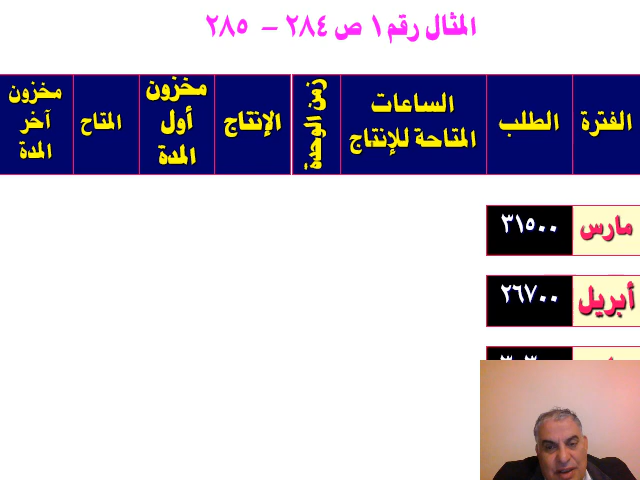 المثال رقم ١ ص ٢٨٤ – ٢٨٥
الفترة
الطلب
الساعات
المتاحة للإنتاج
زمن الوحدة
الإنتاج
مخزون
أول
المدة
المتاح
مخزون
آخر
المدة
مارس
٣١٥٠٠
أبريل
٢٦٧٠٠